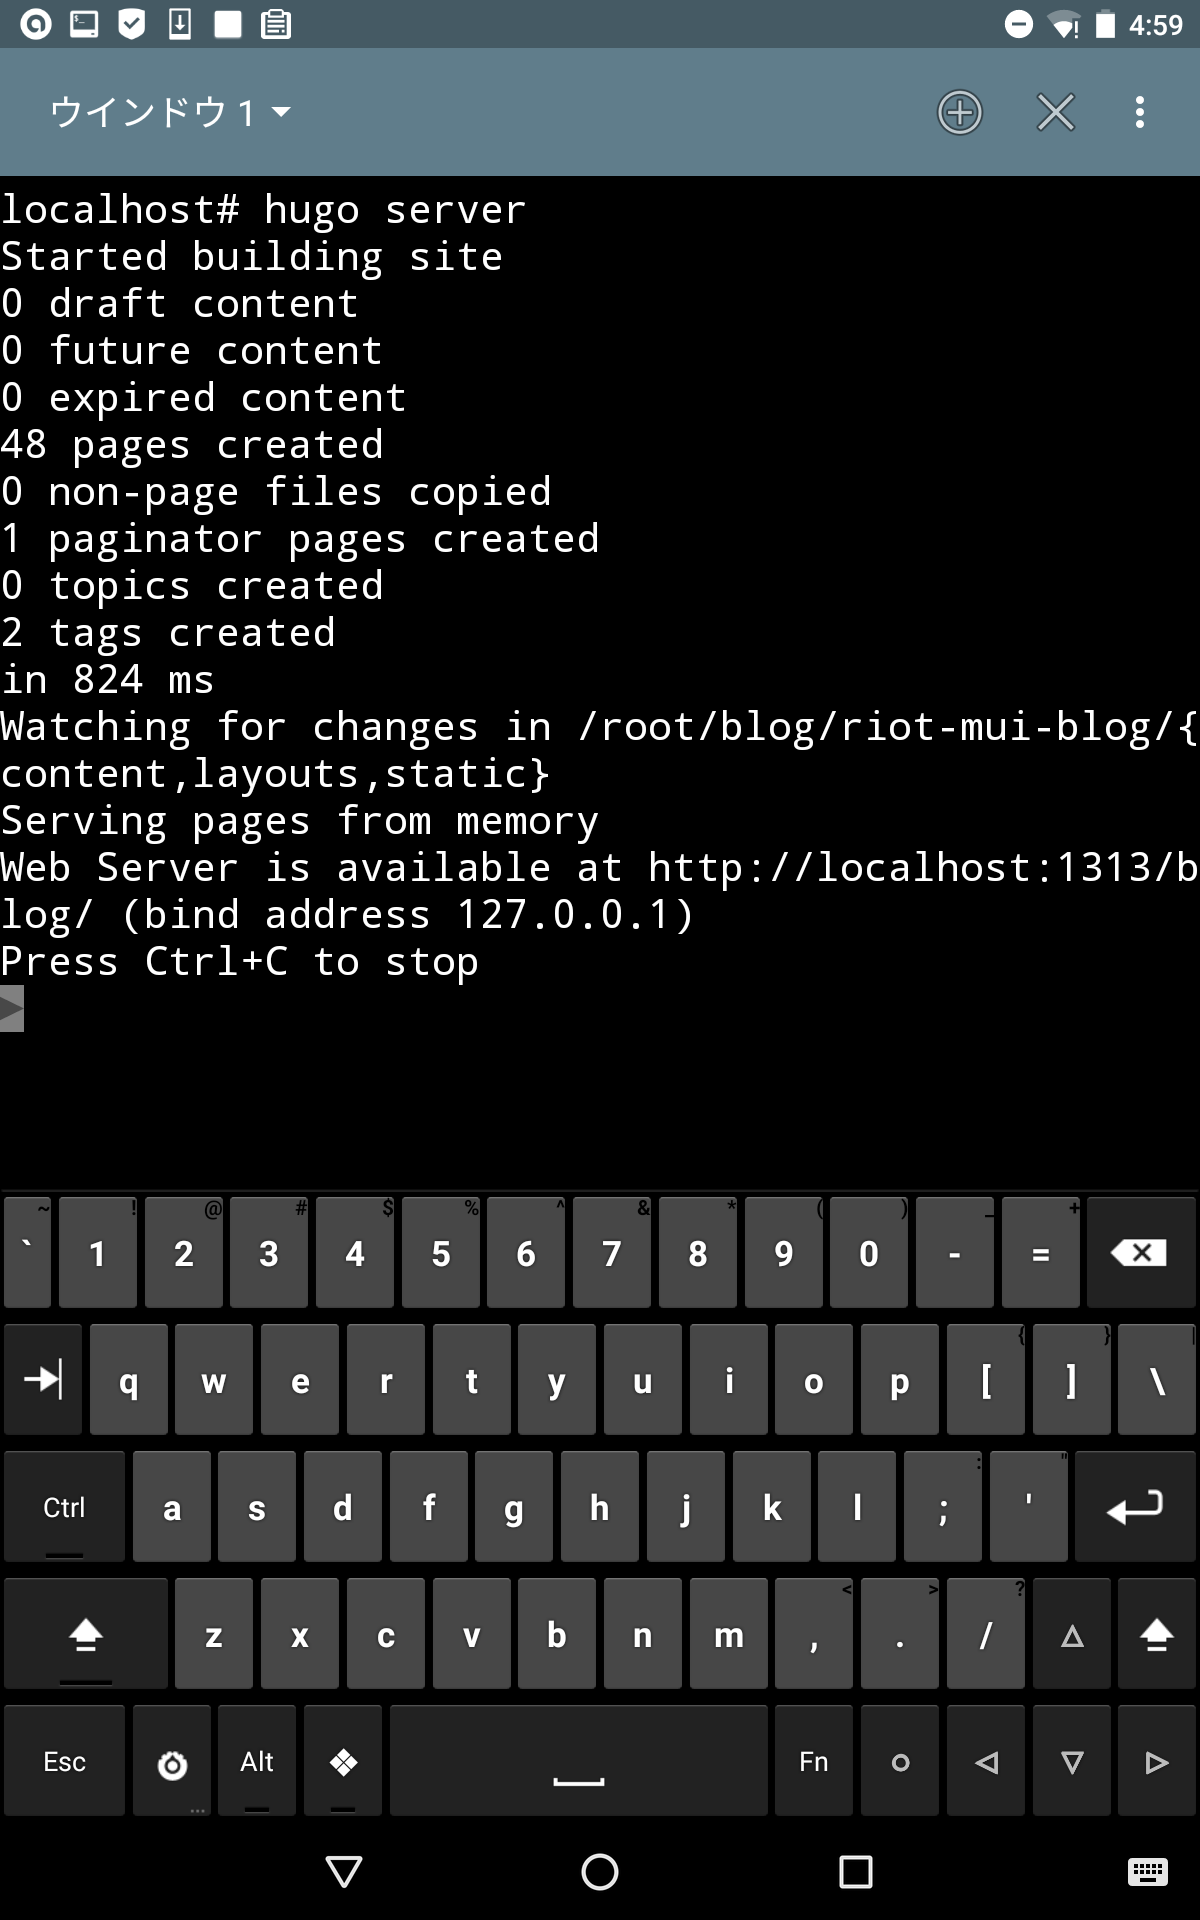 4:59
ウインドウ 1
localhost# hugo server
Started building site
0 draft content
0 future content
0 expired content
48 pages created
0 non-page files copied
1 paginator pages created
0 topics created
2 tags created
in 824 ms
Watching for changes in /root/blog/riot-mui-blog/{
content,layouts,static}
Serving pages from memory
Web Server is available at http://localhost:1313/b
log/ (bind address 127.0.0.1)
Press Ctrl+C to stop
~ ! @ # $ % ^ & * ( ) _ +
` 1 2 3 4 5 6 7 8 9 0 - =
{ } |
q w e r t y u i o p [ ] \
: "
Ctrl a s d f g h j k l ; '
< > ?
z x c v b n m , . /
Esc Alt Fn